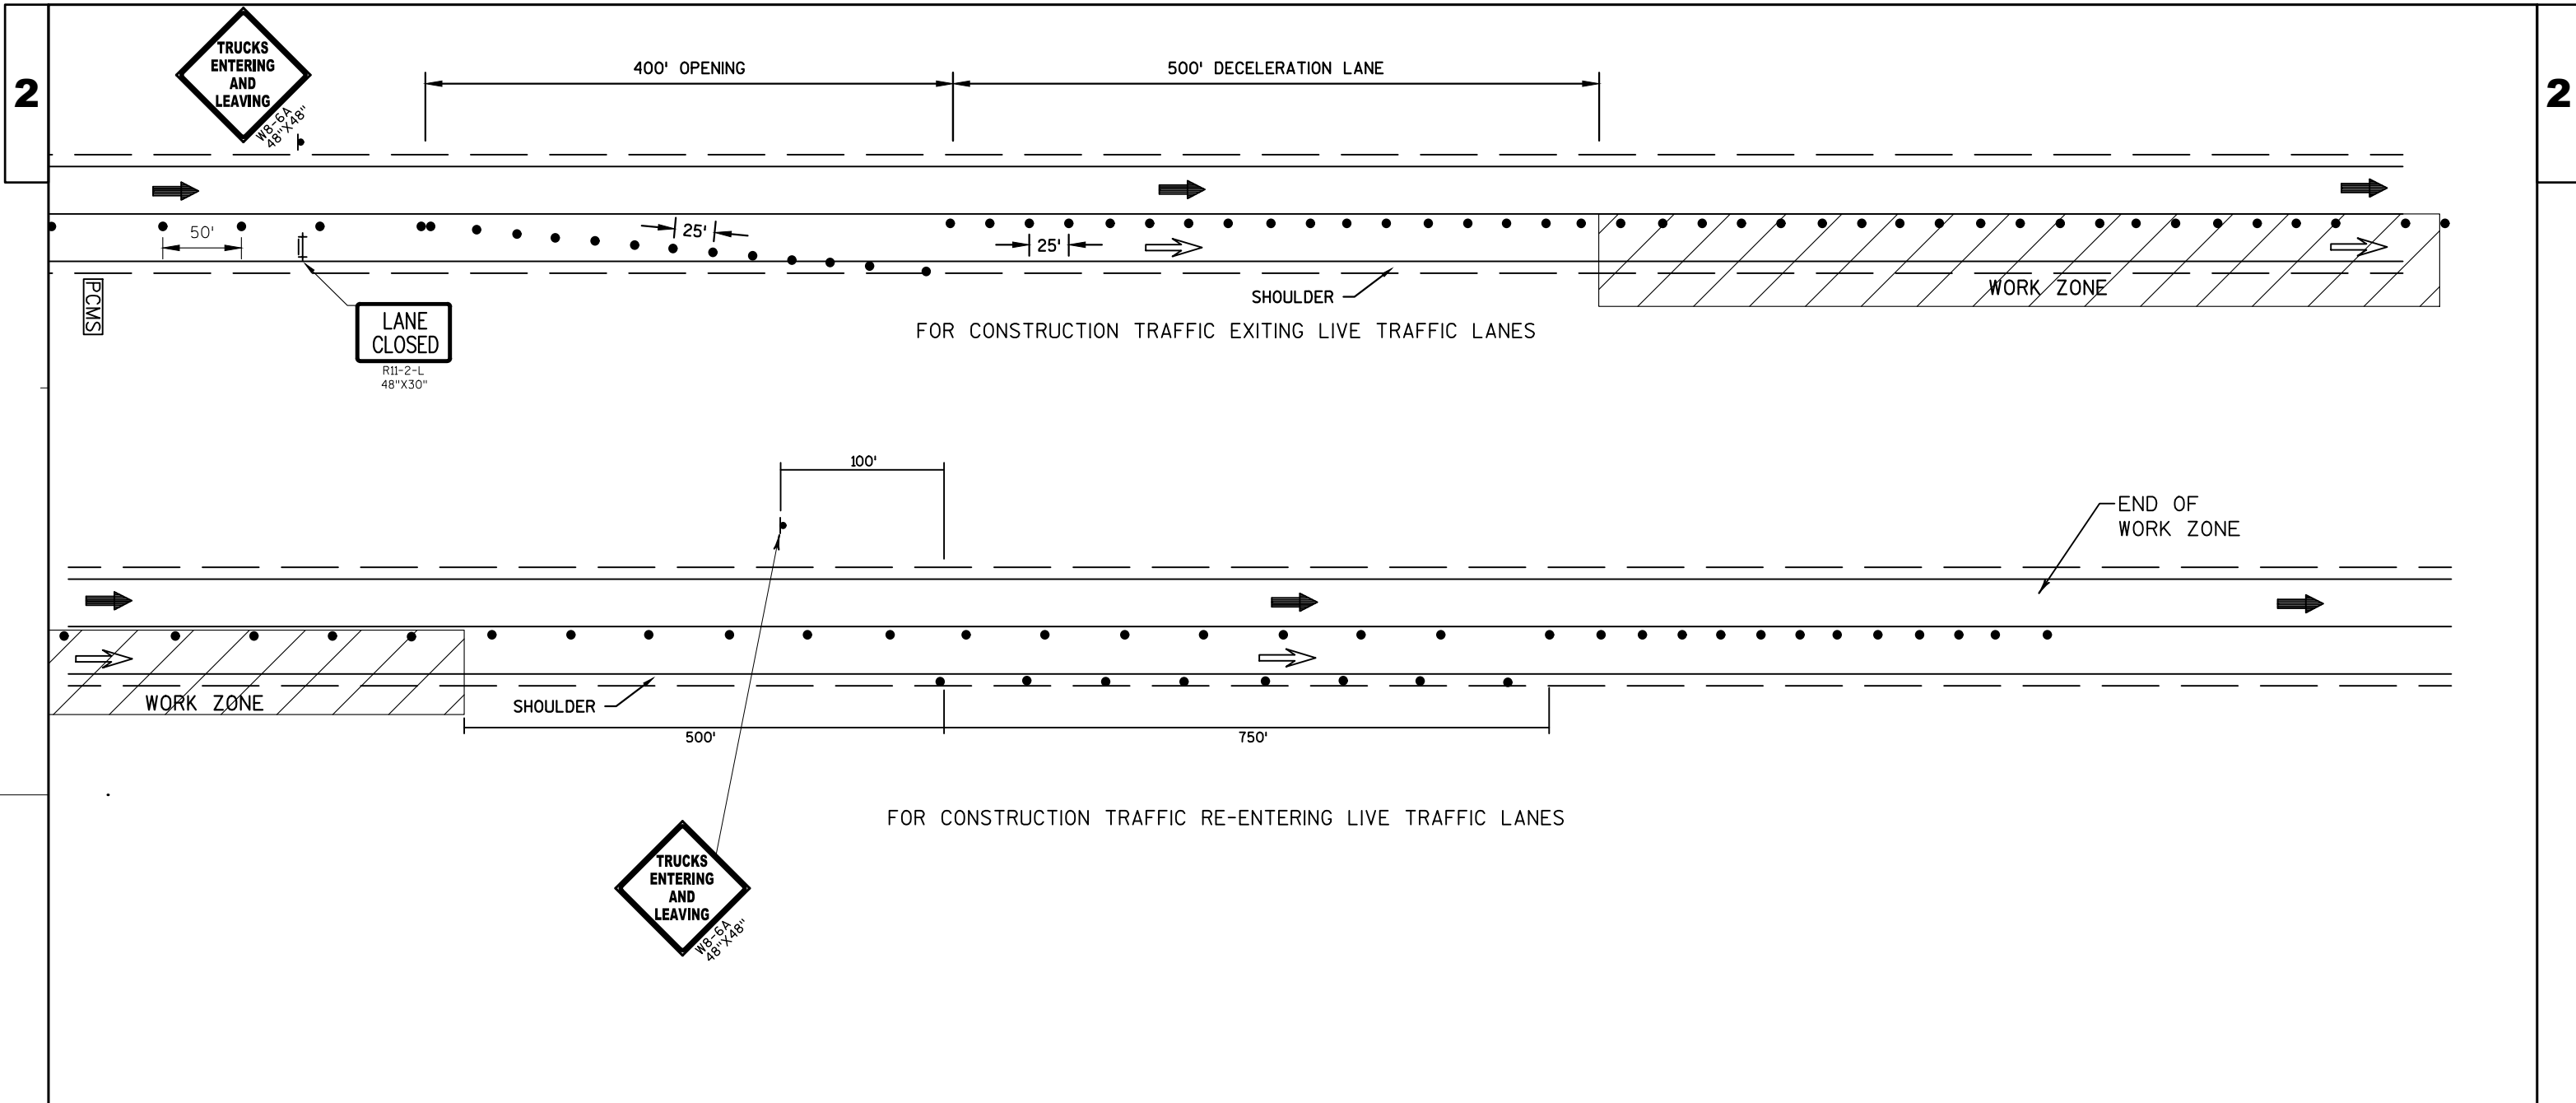 2
2
TRUCKS
ENTERING
AND
LEAVING
W8-6A
48"X48"
400' OPENING
500' DECELERATION LANE
50'
25'
25'
PCMS
LANE
CLOSED
R11-2-L
48"X30"
SHOULDER
WORK ZONE
FOR CONSTRUCTION TRAFFIC EXITING LIVE TRAFFIC LANES
100'
END OF
WORK ZONE
WORK ZONE
SHOULDER
500'
750'
FOR CONSTRUCTION TRAFFIC RE-ENTERING LIVE TRAFFIC LANES
TRUCKS
ENTERING
AND
LEAVING
W8-6A
48"X48"